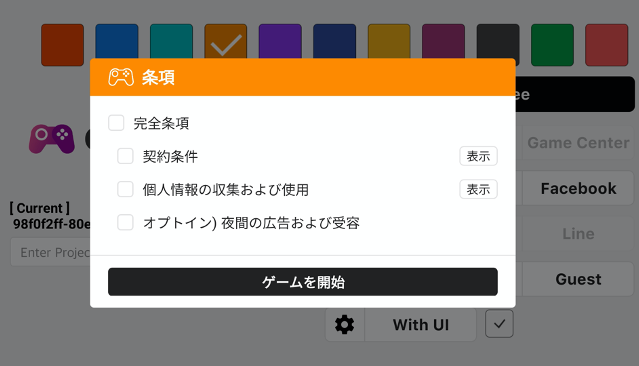 条項
完全条項
契約条件
表示
個人情報の収集および使用
表示
オプトイン) 夜間の広告および受容
ゲームを開始
Game Center
[ Current ]
98f0f2ff-80e
Facebook
Enter Projec
Line
Guest
With UI